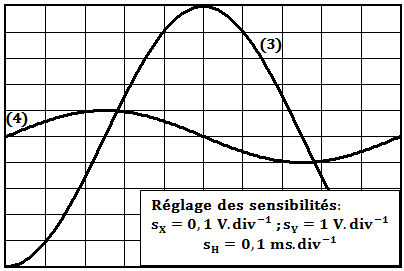 (3)
(4)
Réglage des sensibilités:
s_X = 0, 1 V. div⁻¹ ; s_Y = 1 V. div⁻¹
s_H = 0, 1 ms. div⁻¹